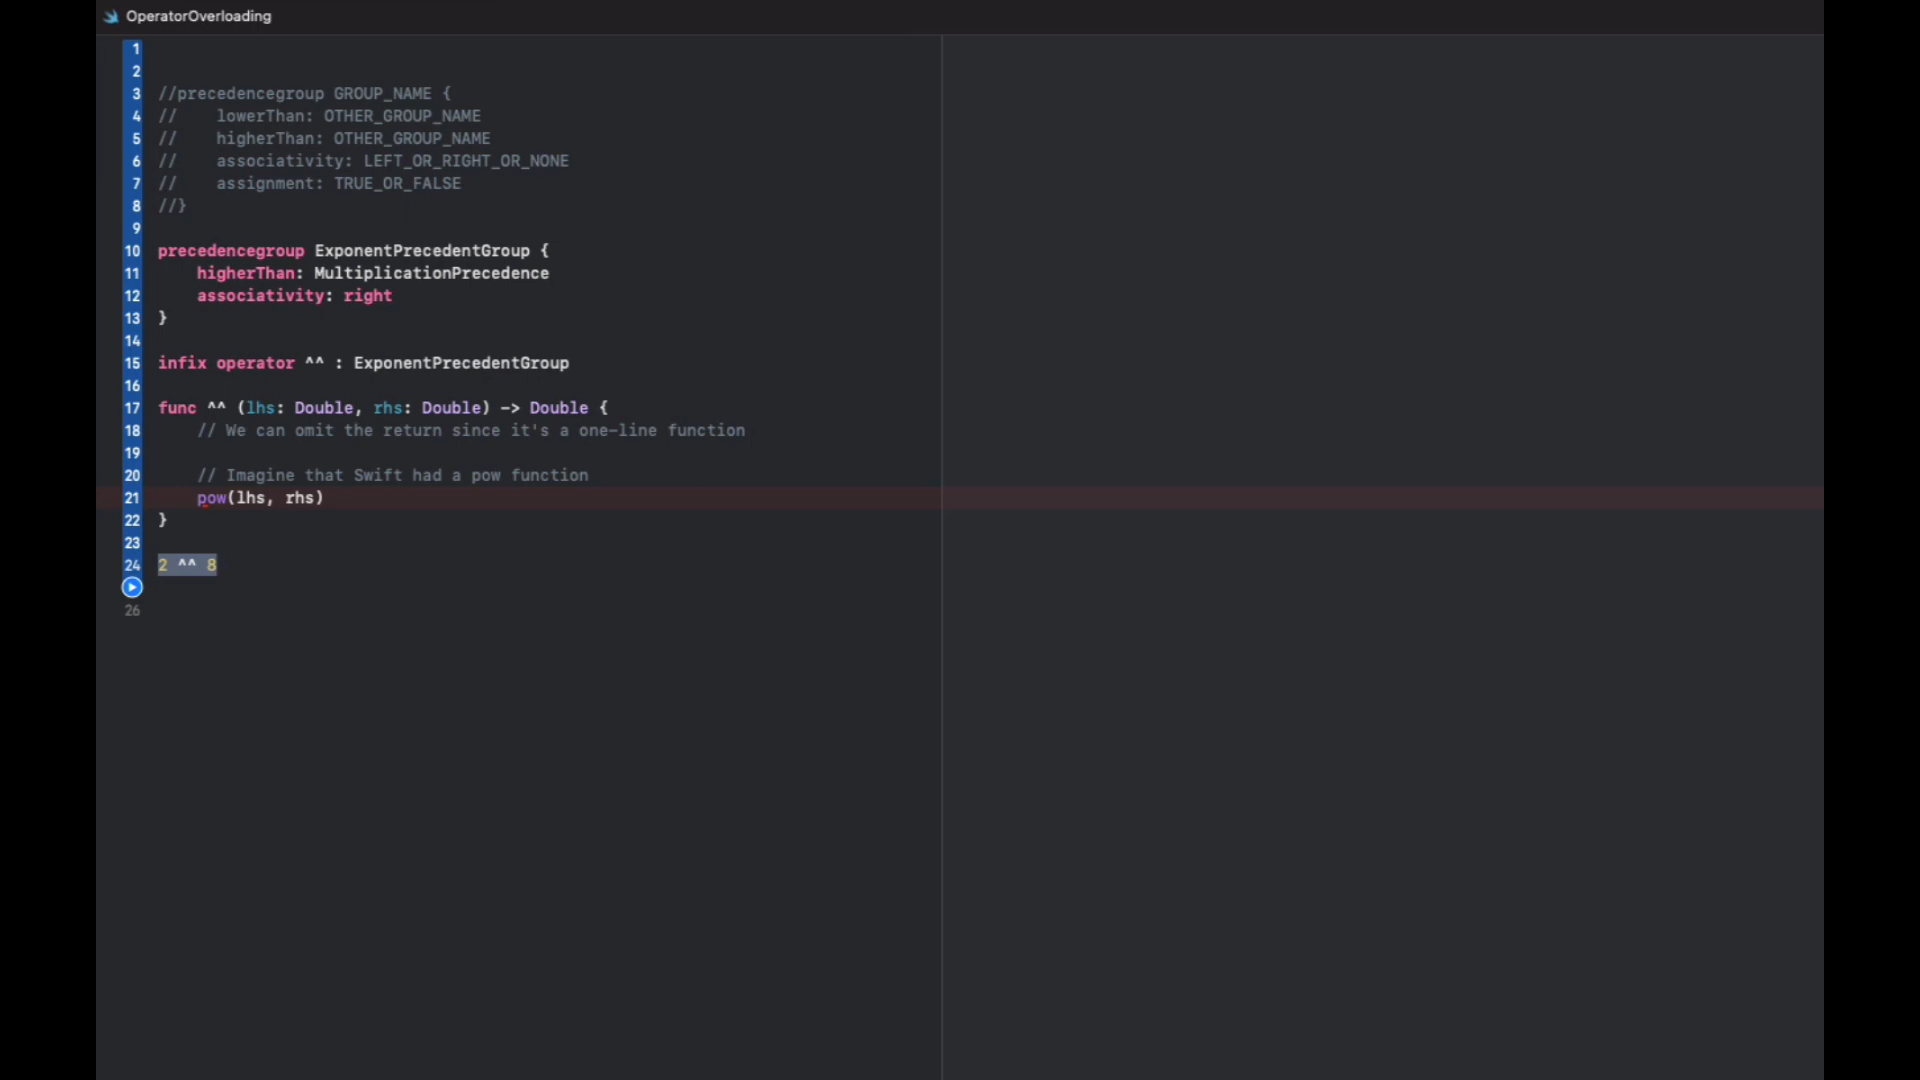 OperatorOverloading
1
2
3 //precedencegroup GROUP_NAME {
4 //    lowerThan: OTHER_GROUP_NAME
5 //    higherThan: OTHER_GROUP_NAME
6 //    associativity: LEFT_OR_RIGHT_OR_NONE
7 //    assignment: TRUE_OR_FALSE
8 //}
9
10 precedencegroup ExponentPrecedentGroup {
11     higherThan: MultiplicationPrecedence
12     associativity: right
13 }
14
15 infix operator ^^ : ExponentPrecedentGroup
16
17 func ^^ (lhs: Double, rhs: Double) -> Double {
18     // We can omit the return since it's a one-line function
19
20     // Imagine that Swift had a pow function
21     pow(lhs, rhs)
22 }
23
24 2 ^^ 8
26